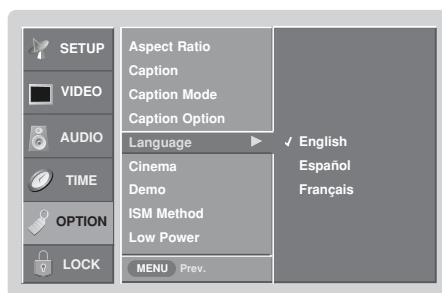 SETUP
VIDEO
AUDIO
TIME
OPTION
LOCK
Aspect Ratio
Caption
Caption Mode
Caption Option
Language
Cinema
Demo
ISM Method
Low Power
MENU Prev.
English
Español
Français